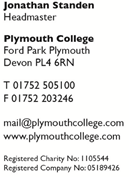 Jonathan Standen
Headmaster
Plymouth College
Ford Park Plymouth
Devon PL4 6RN
T 01752 505100
F 01752 203246
mail@plymouthcollege.com
www.plymouthcollege.com
Registered Charity No: 1105544
Registered Company No: 05189426